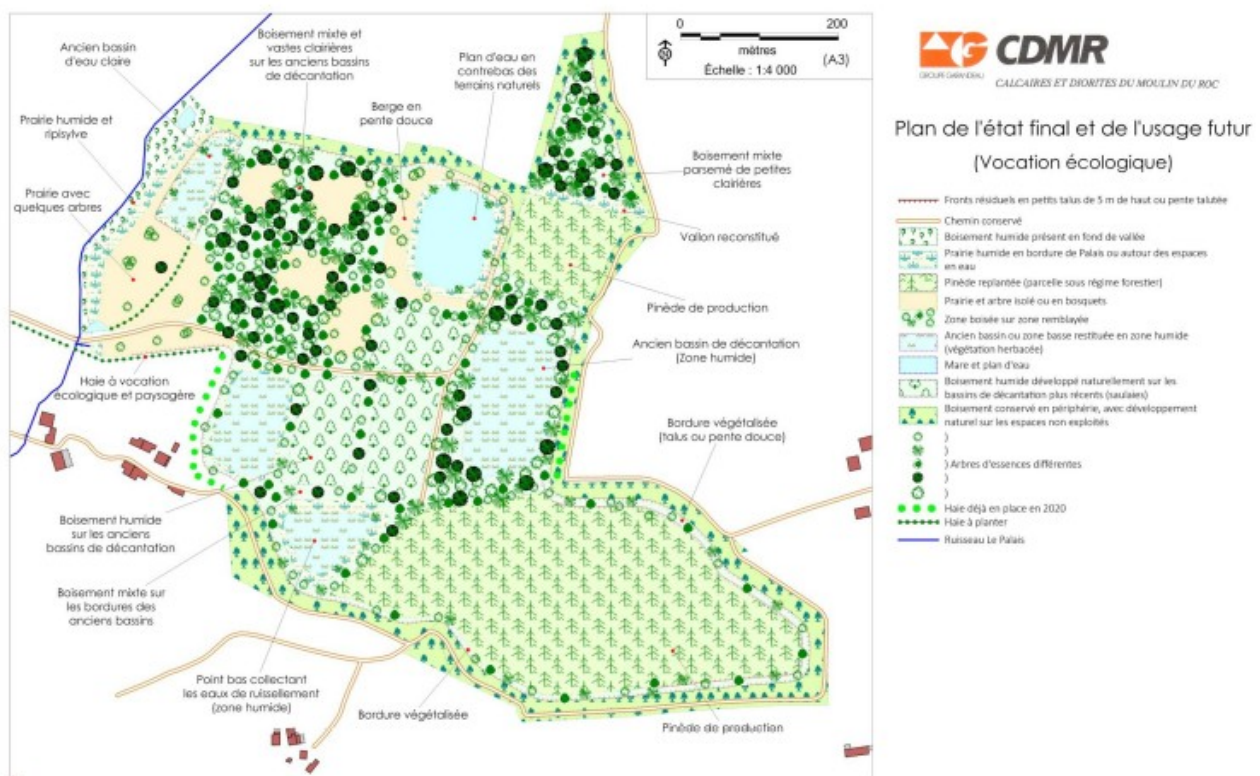 0 200
mètres
Échelle : 1:4 000
(A3)
N
Ancien bassin
d'eau claire
Boisement mixte et
vastes clairières
sur les anciens bassins
de décantation
Plan d'eau en
contrebas des
terrains naturels
Berge en
pente douce
Prairie humide et
ripisylve
Prairie avec
quelques arbres
Boisement mixte
parsemé de petites
clairières
Vallon reconstitué
Pinède de production
Ancien bassin de décantation
(Zone humide)
Haie à vocation
écologique et paysagère
Bordure végétalisée
(talus ou pente douce)
Boisement humide
sur les anciens
bassins de décantation
Boisement mixte sur
les bordures des
anciens bassins
Point bas collectant
les eaux de ruissellement
(zone humide)
Bordure végétalisée
Pinède de production
G CDMR
GROUPE GARANDEAU
CALCAIRES ET DIORITES DU MOULIN DU ROC
Plan de l'état final et de l'usage futur
(Vocation écologique)
Fronts résiduels en petits talus de 5 m de haut ou pente talutée
Chemin conservé
Boisement humide présent en fond de vallée
Prairie humide en bordure de Palais ou autour des espaces
en eau
Pinède replantée (parcelle sous régime forestier)
Prairie et arbre isolé ou en bosquets
Zone boisée sur zone remblayée
Ancien bassin ou zone basse restituée en zone humide
(végétation herbacée)
Mare et plan d'eau
Boisement humide développé naturellement sur les
bassins de décantation plus récents (saulaies)
Boisement conservé en périphérie, avec développement
naturel sur les espaces non exploités
)
)
) Arbres d'essences différentes
)
)
Haie déjà en place en 2020
Haie à planter
Ruisseau Le Palais